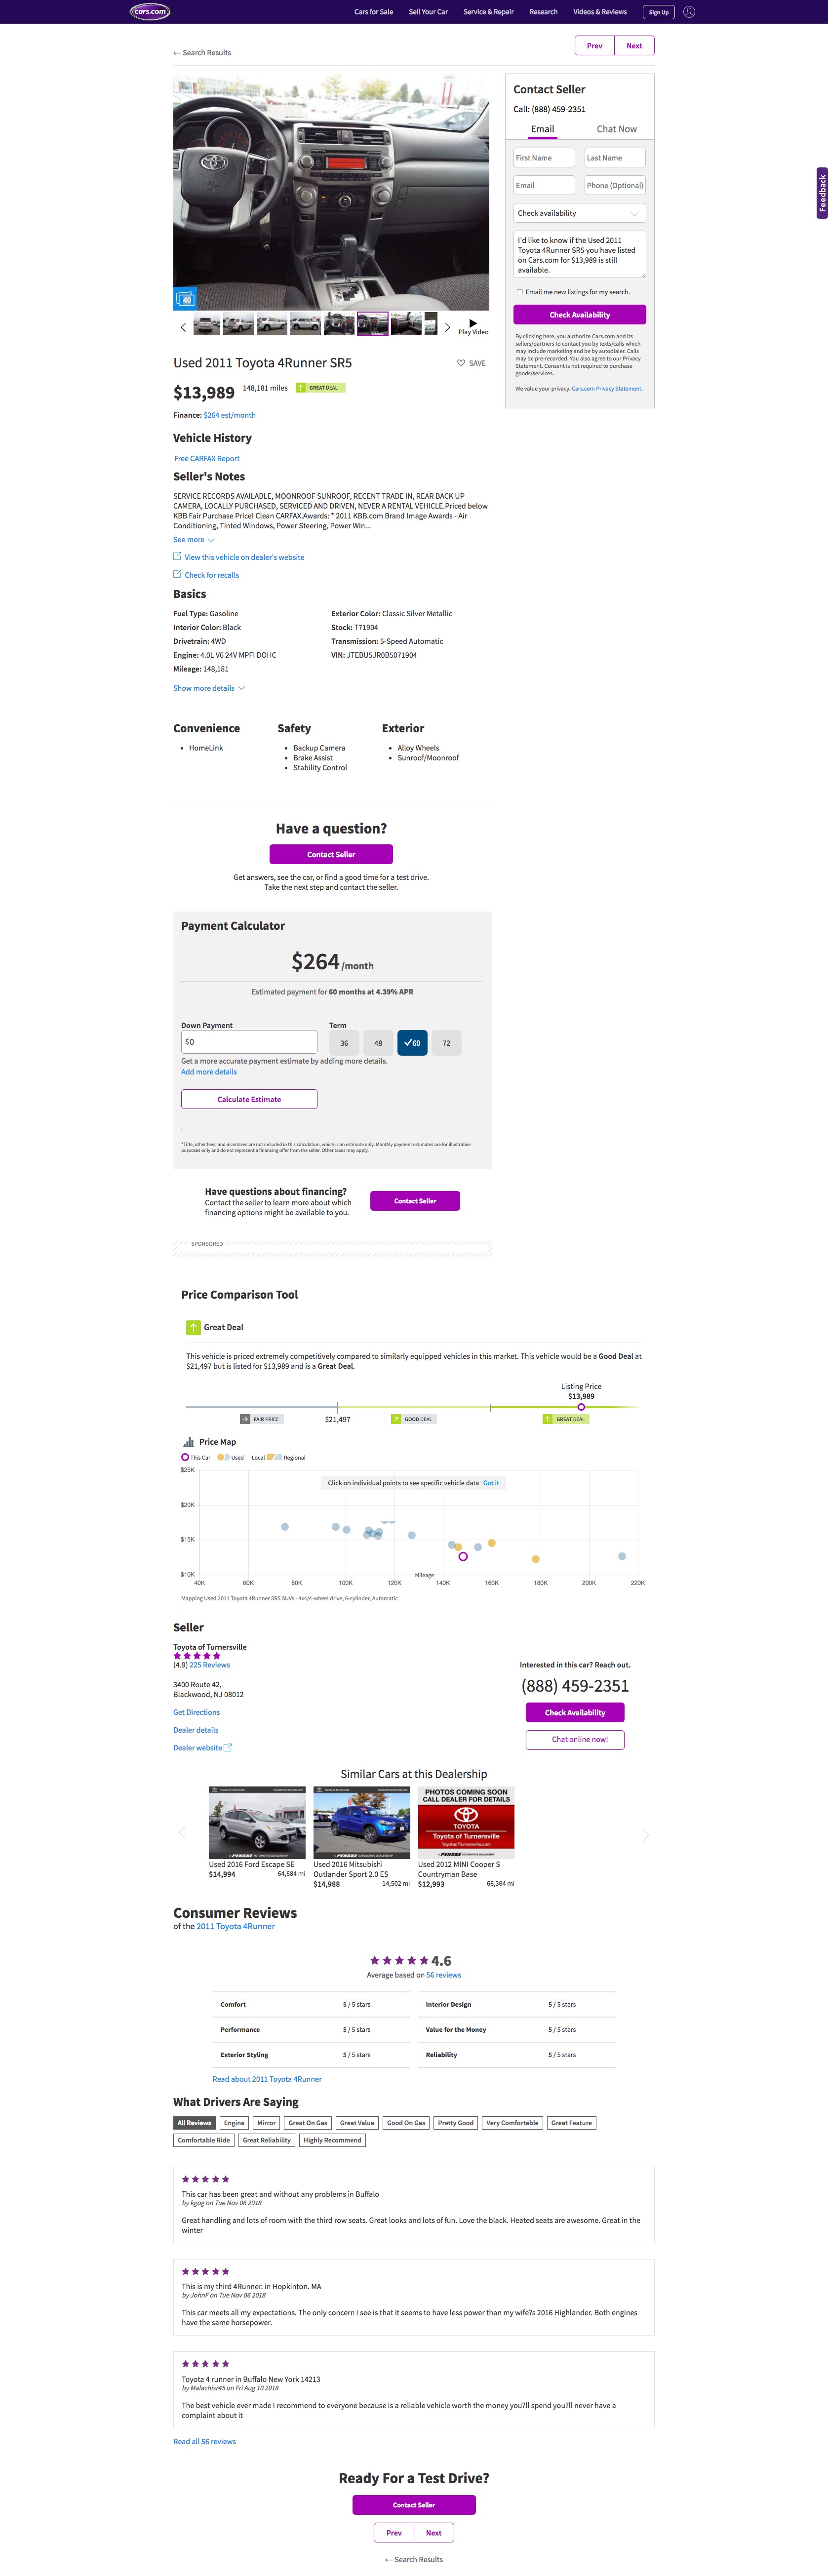 cars.com
Cars for Sale Sell Your Car Service & Repair Research Videos & Reviews Sign Up
← Search Results
Prev Next
Contact Seller
Call: (888) 459-2351
Email Chat Now
First Name Last Name
Email Phone (Optional)
Check availability
I'd like to know if the Used 2011
Toyota 4Runner SR5 you have listed
on Cars.com for $13,989 is still
available.
Email me new listings for my search.
Check Availability
By clicking here, you authorize Cars.com and its
sellers/partners to contact you by texts/calls which
may include marketing and be by autodialer. Calls
may be pre-recorded. You also agree to our Privacy
Statement. Consent is not required to purchase
goods/services.
We value your privacy. Cars.com Privacy Statement.
Feedback
40
Play Video
Used 2011 Toyota 4Runner SR5
SAVE
$13,989 148,181 miles GREAT DEAL
Finance: $264 est/month
Vehicle History
Free CARFAX Report
Seller's Notes
SERVICE RECORDS AVAILABLE, MOONROOF SUNROOF, RECENT TRADE IN, REAR BACK UP
CAMERA, LOCALLY PURCHASED, SERVICED AND DRIVEN, NEVER A RENTAL VEHICLE.Priced below
KBB Fair Purchase Price! Clean CARFAX.Awards: * 2011 KBB.com Brand Image Awards - Air
Conditioning, Tinted Windows, Power Steering, Power Win...
See more
View this vehicle on dealer's website
Check for recalls
Basics
Fuel Type: Gasoline Exterior Color: Classic Silver Metallic
Interior Color: Black Stock: T71904
Drivetrain: 4WD Transmission: 5-Speed Automatic
Engine: 4.0L V6 24V MPFI DOHC VIN: JTEBU5JR0B5071904
Mileage: 148,181
Show more details
Convenience Safety Exterior
• HomeLink • Backup Camera • Alloy Wheels
• Brake Assist • Sunroof/Moonroof
• Stability Control
Have a question?
Contact Seller
Get answers, see the car, or find a good time for a test drive.
Take the next step and contact the seller.
Payment Calculator
$264 /month
Estimated payment for 60 months at 4.39% APR
Down Payment Term
$0 36 48 60 72
Get a more accurate payment estimate by adding more details.
Add more details
Calculate Estimate
*Title, other fees, and incentives are not included in this calculation, which is an estimate only. Monthly payment estimates are for illustrative
purposes only and do not represent a financing offer from the seller. Other taxes may apply.
Have questions about financing?
Contact the seller to learn more about which
financing options might be available to you.
Contact Seller
SPONSORED
Price Comparison Tool
Great Deal
This vehicle is priced extremely competitively compared to similarly equipped vehicles in this market. This vehicle would be a Good Deal at
$21,497 but is listed for $13,989 and is a Great Deal.
Listing Price
$13,989
FAIR PRICE $21,497 GOOD DEAL GREAT DEAL
Price Map
This Car Used Local Regional
Click on individual points to see specific vehicle data Got it
$25K
$20K
$15K
$10K
Mileage
40K 60K 80K 100K 120K 140K 160K 180K 200K 220K
Mapping Used 2011 Toyota 4Runner SR5 SUVs - 4x4/4-wheel drive, 6-cylinder, Automatic
Seller
Toyota of Turnersville
(4.9) 225 Reviews
3400 Route 42,
Blackwood, NJ 08012
Get Directions
Dealer details
Dealer website
Interested in this car? Reach out.
(888) 459-2351
Check Availability
Chat online now!
Similar Cars at this Dealership
PHOTOS COMING SOON
CALL DEALER FOR DETAILS
TOYOTA
Toyota of Turnersville
ToyotaofTurnersville.com
Used 2016 Ford Escape SE
$14,994 64,684 mi
Used 2016 Mitsubishi
Outlander Sport 2.0 ES
$14,988 14,502 mi
Used 2012 MINI Cooper S
Countryman Base
$12,993 66,364 mi
Consumer Reviews
of the 2011 Toyota 4Runner
4.6
Average based on 56 reviews
Comfort 5 / 5 stars Interior Design 5 / 5 stars
Performance 5 / 5 stars Value for the Money 5 / 5 stars
Exterior Styling 5 / 5 stars Reliability 5 / 5 stars
Read about 2011 Toyota 4Runner
What Drivers Are Saying
All Reviews Engine Mirror Great On Gas Great Value Good On Gas Pretty Good Very Comfortable Great Feature
Comfortable Ride Great Reliability Highly Recommend
This car has been great and without any problems in Buffalo
by kgog on Tue Nov 06 2018
Great handling and lots of room with the third row seats. Great looks and lots of fun. Love the black. Heated seats are awesome. Great in the
winter
This is my third 4Runner. in Hopkinton. MA
by JohnF on Tue Nov 06 2018
This car meets all my expectations. The only concern I see is that it seems to have less power than my wife?s 2016 Highlander. Both engines
have the same horsepower.
Toyota 4 runner in Buffalo New York 14213
by Malachisr45 on Fri Aug 10 2018
The best vehicle ever made I recommend to everyone because is a reliable vehicle worth the money you?ll spend you?ll never have a
complaint about it
Read all 56 reviews
Ready For a Test Drive?
Contact Seller
Prev Next
← Search Results